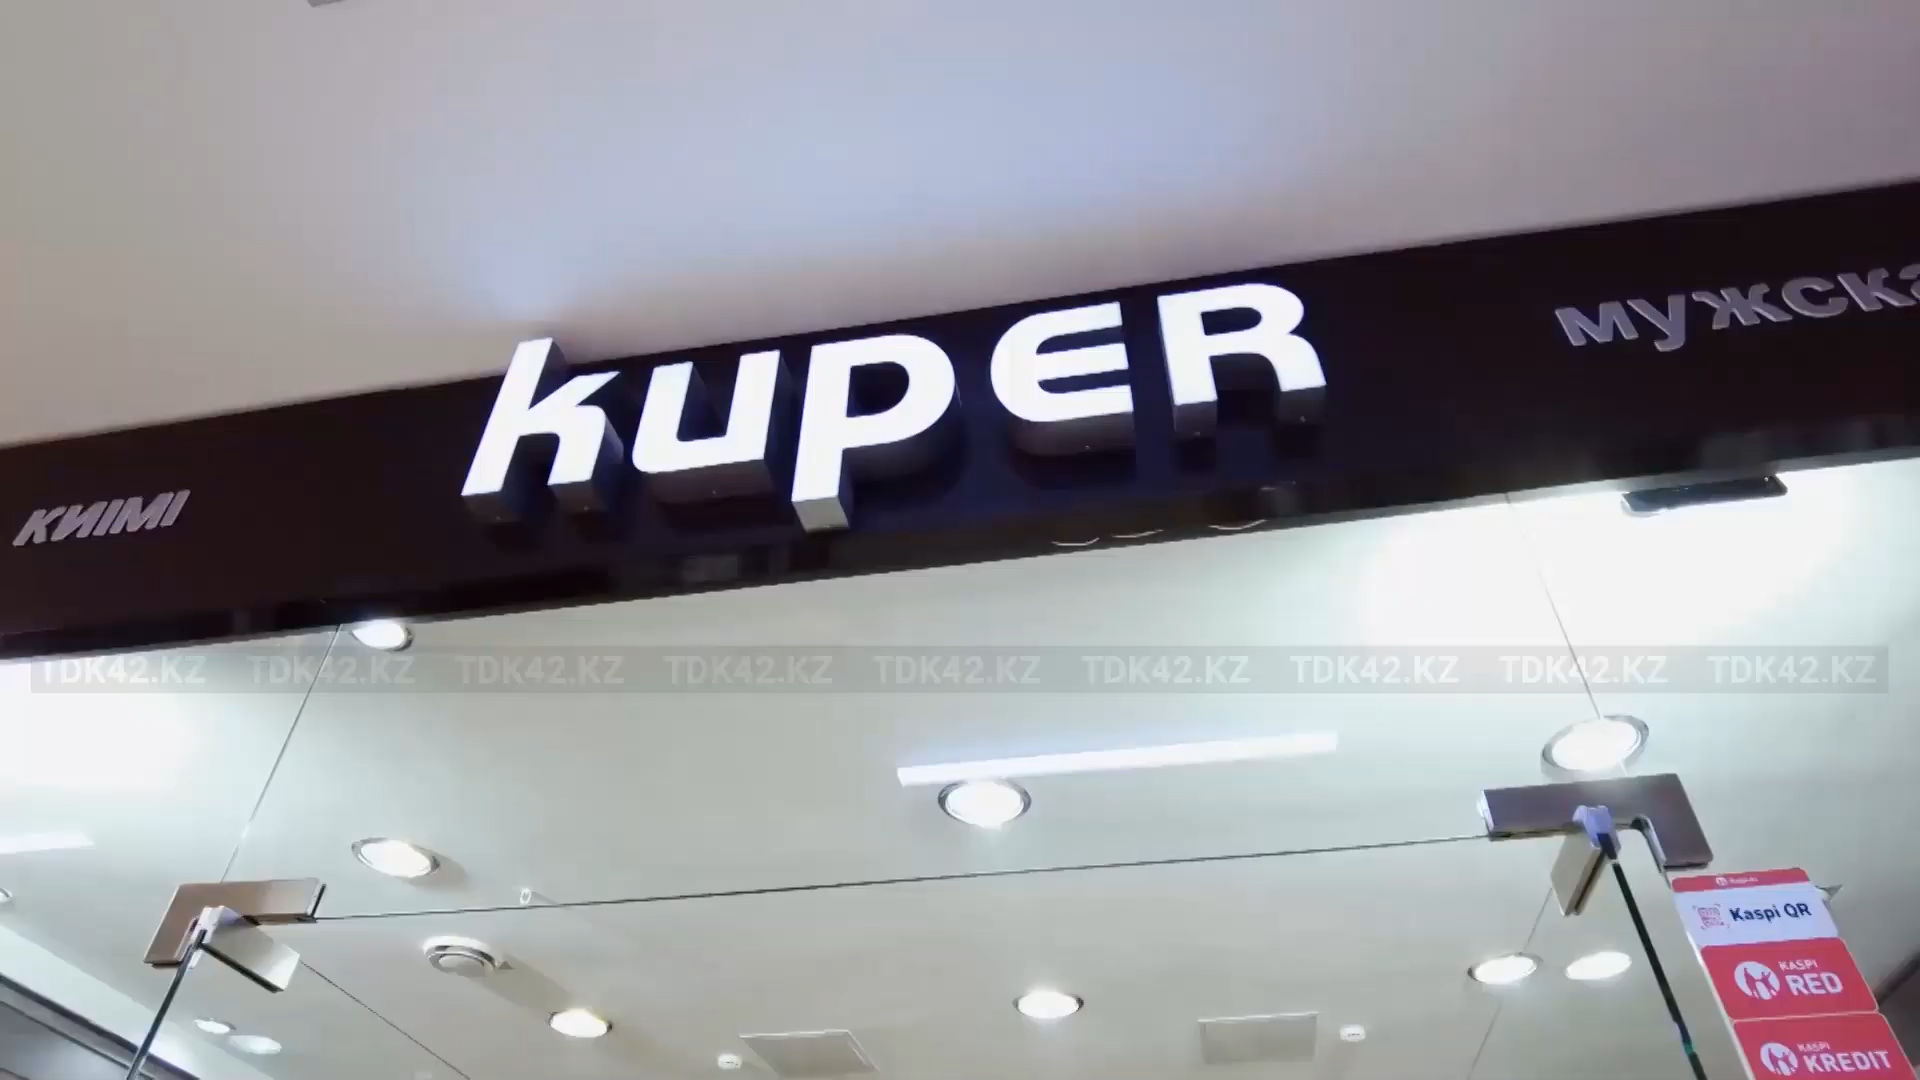 киімі
kuper
мужска
TDK42.KZ TDK42.KZ TDK42.KZ TDK42.KZ TDK42.KZ TDK42.KZ TDK42.KZ TDK42.KZ TDK42.KZ
Kaspi QR
KASPI
RED
KASPI
KREDIT